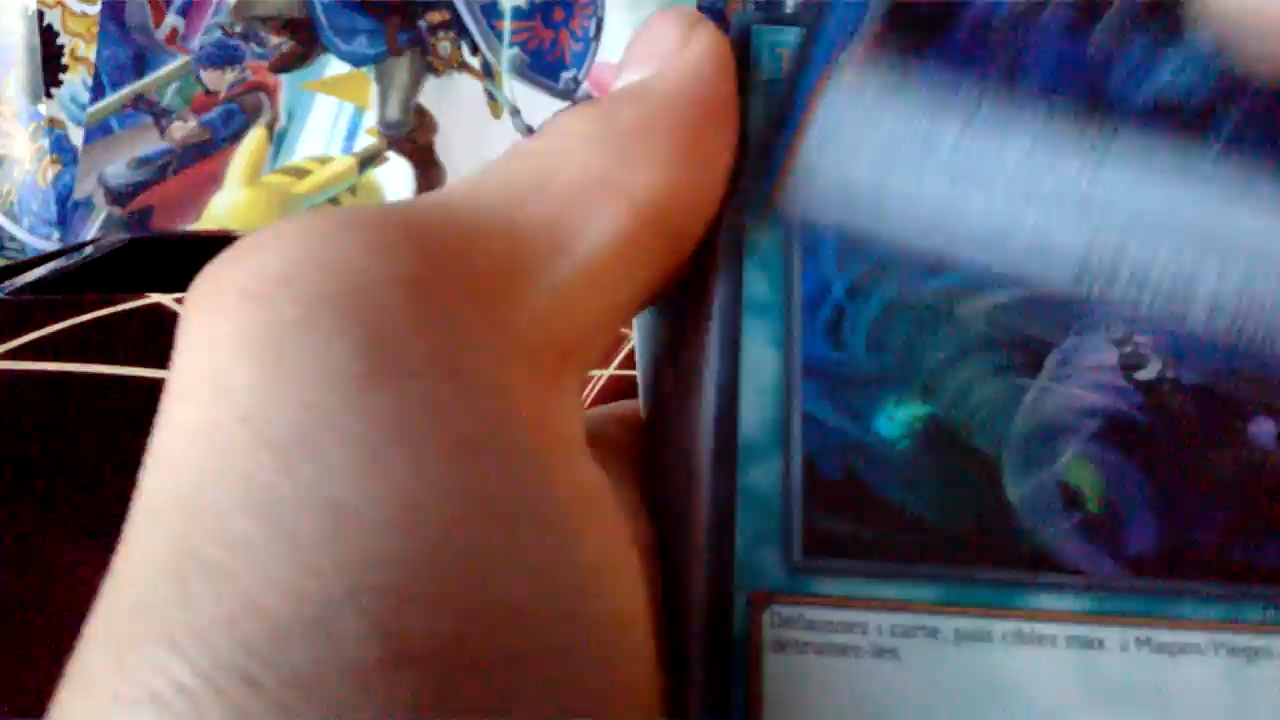 Défaussez 1 carte, puis ciblez max. 2 Magies/Pièges
détruisez-les.